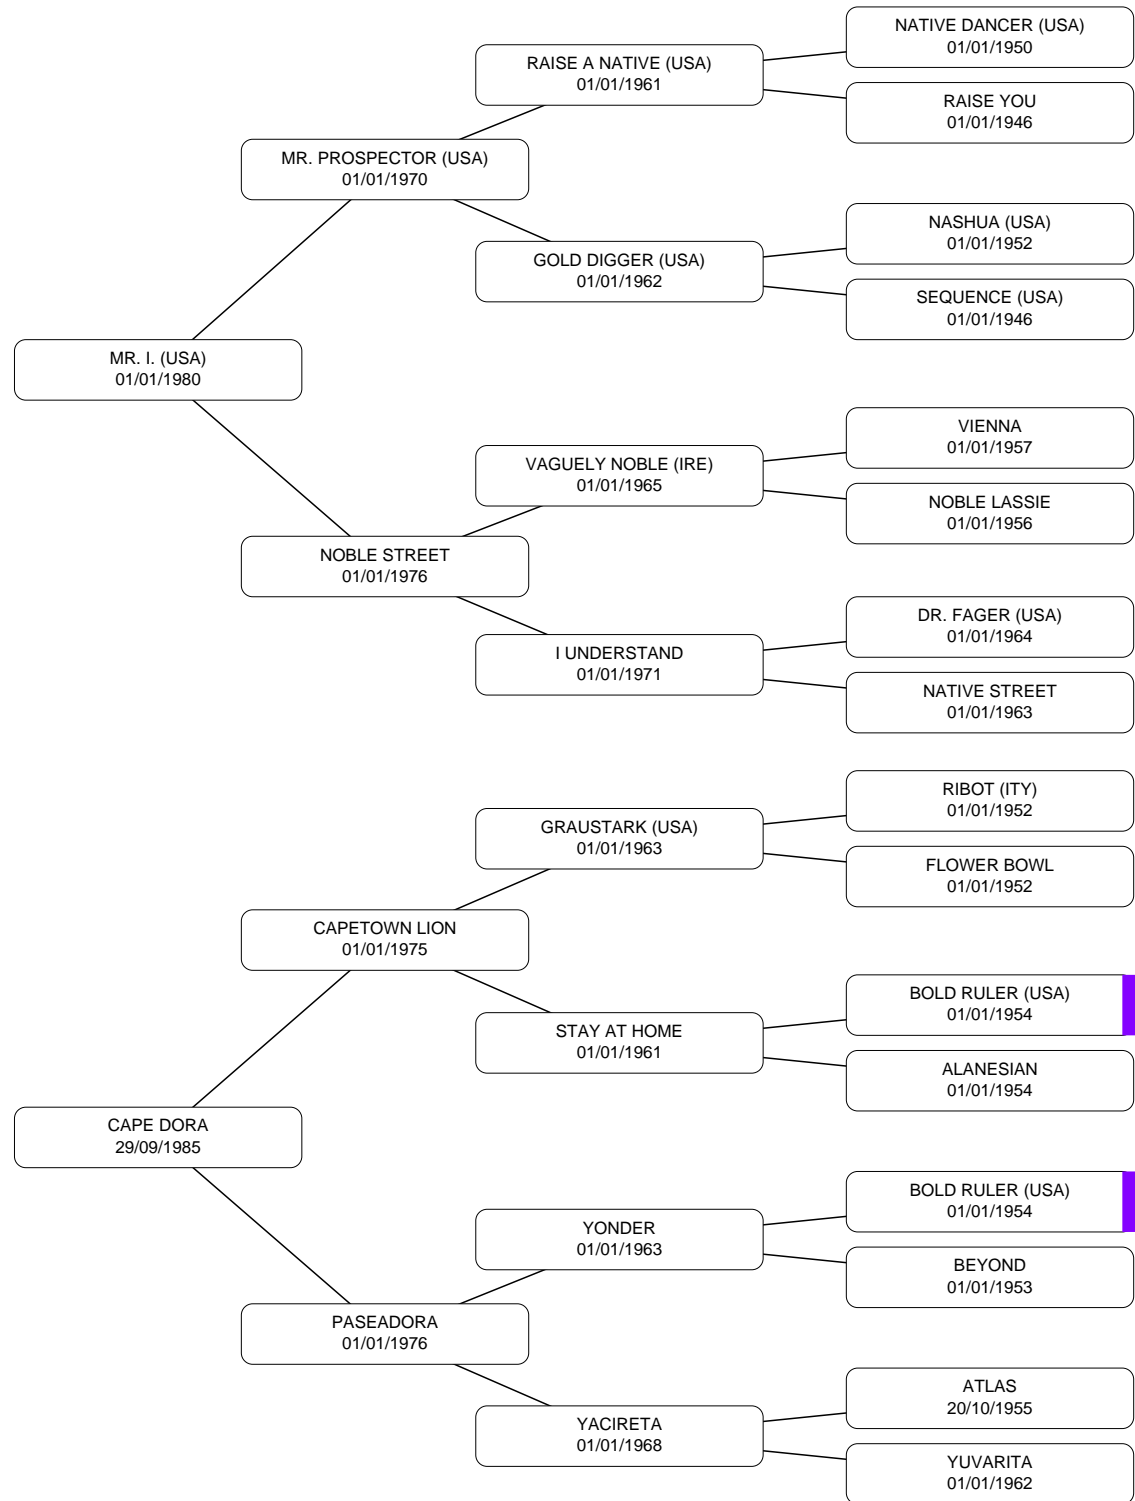 NATIVE DANCER (USA)
01/01/1950
RAISE A NATIVE (USA)
01/01/1961
RAISE YOU
01/01/1946
MR. PROSPECTOR (USA)
01/01/1970
NASHUA (USA)
01/01/1952
GOLD DIGGER (USA)
01/01/1962
SEQUENCE (USA)
01/01/1946
MR. I. (USA)
01/01/1980
VIENNA
01/01/1957
VAGUELY NOBLE (IRE)
01/01/1965
NOBLE LASSIE
01/01/1956
NOBLE STREET
01/01/1976
DR. FAGER (USA)
01/01/1964
I UNDERSTAND
01/01/1971
NATIVE STREET
01/01/1963
RIBOT (ITY)
01/01/1952
GRAUSTARK (USA)
01/01/1963
FLOWER BOWL
01/01/1952
CAPETOWN LION
01/01/1975
BOLD RULER (USA)
01/01/1954
STAY AT HOME
01/01/1961
ALANESIAN
01/01/1954
CAPE DORA
29/09/1985
BOLD RULER (USA)
01/01/1954
YONDER
01/01/1963
BEYOND
01/01/1953
PASEADORA
01/01/1976
ATLAS
20/10/1955
YACIRETA
01/01/1968
YUVARITA
01/01/1962